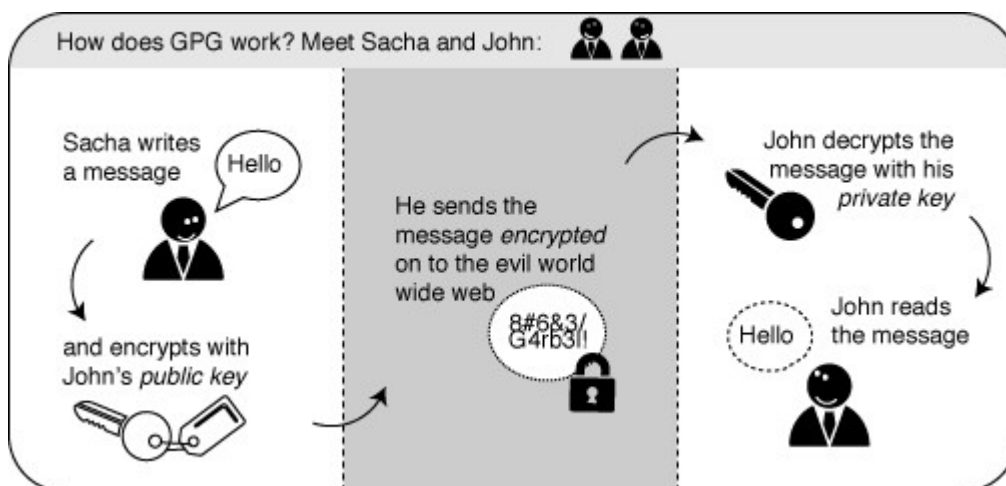 How does GPG work? Meet Sacha and John:
Sacha writes
a message
Hello
and encrypts with
John's public key
He sends the
message encrypted
on to the evil world
wide web
8#6&3/
G4rb3l!
John decrypts the
message with his
private key
John reads
the message
Hello